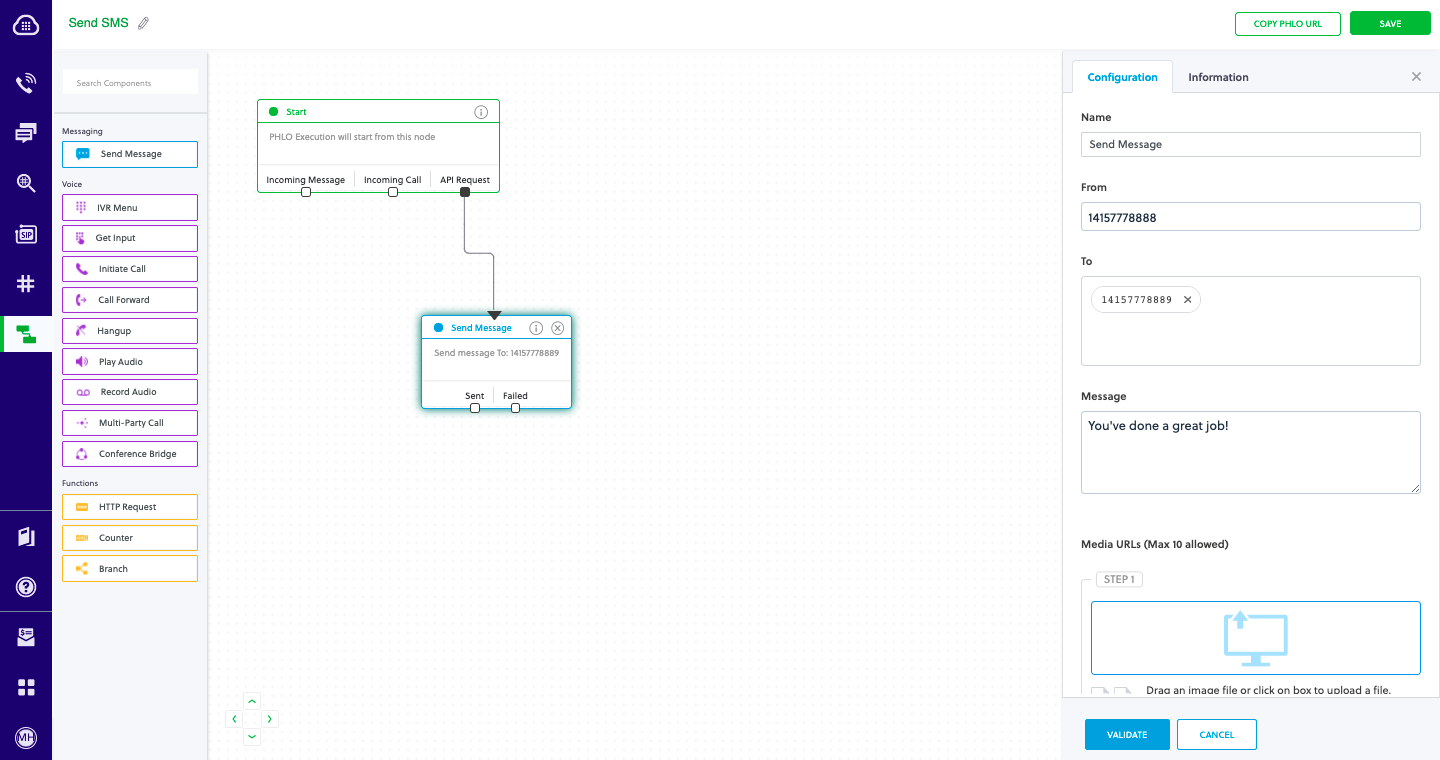 Send SMS
COPY PHLO URL
SAVE
Search Components
Messaging
Send Message
Voice
IVR Menu
Get Input
Initiate Call
Call Forward
Hangup
Play Audio
Record Audio
Multi-Party Call
Conference Bridge
Functions
HTTP Request
Counter
Branch
SIP
MH
Start
PHLO Execution will start from this node
Incoming Message
Incoming Call
API Request
Send Message
Send message To: 14157778889
Sent
Failed
Configuration
Information
Name
Send Message
From
14157778888
To
14157778889
Message
You've done a great job!
Media URLs (Max 10 allowed)
STEP 1
Drag an image file or click on box to upload a file.
VALIDATE
CANCEL